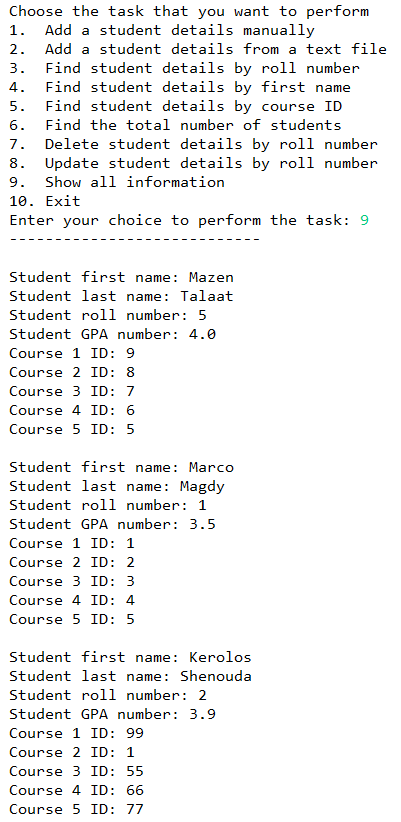 Choose the task that you want to perform
1.  Add a student details manually
2.  Add a student details from a text file
3.  Find student details by roll number
4.  Find student details by first name
5.  Find student details by course ID
6.  Find the total number of students
7.  Delete student details by roll number
8.  Update student details by roll number
9.  Show all information
10. Exit
Enter your choice to perform the task: 9
----------------------------
Student first name: Mazen
Student last name: Talaat
Student roll number: 5
Student GPA number: 4.0
Course 1 ID: 9
Course 2 ID: 8
Course 3 ID: 7
Course 4 ID: 6
Course 5 ID: 5
Student first name: Marco
Student last name: Magdy
Student roll number: 1
Student GPA number: 3.5
Course 1 ID: 1
Course 2 ID: 2
Course 3 ID: 3
Course 4 ID: 4
Course 5 ID: 5
Student first name: Kerolos
Student last name: Shenouda
Student roll number: 2
Student GPA number: 3.9
Course 1 ID: 99
Course 2 ID: 1
Course 3 ID: 55
Course 4 ID: 66
Course 5 ID: 77